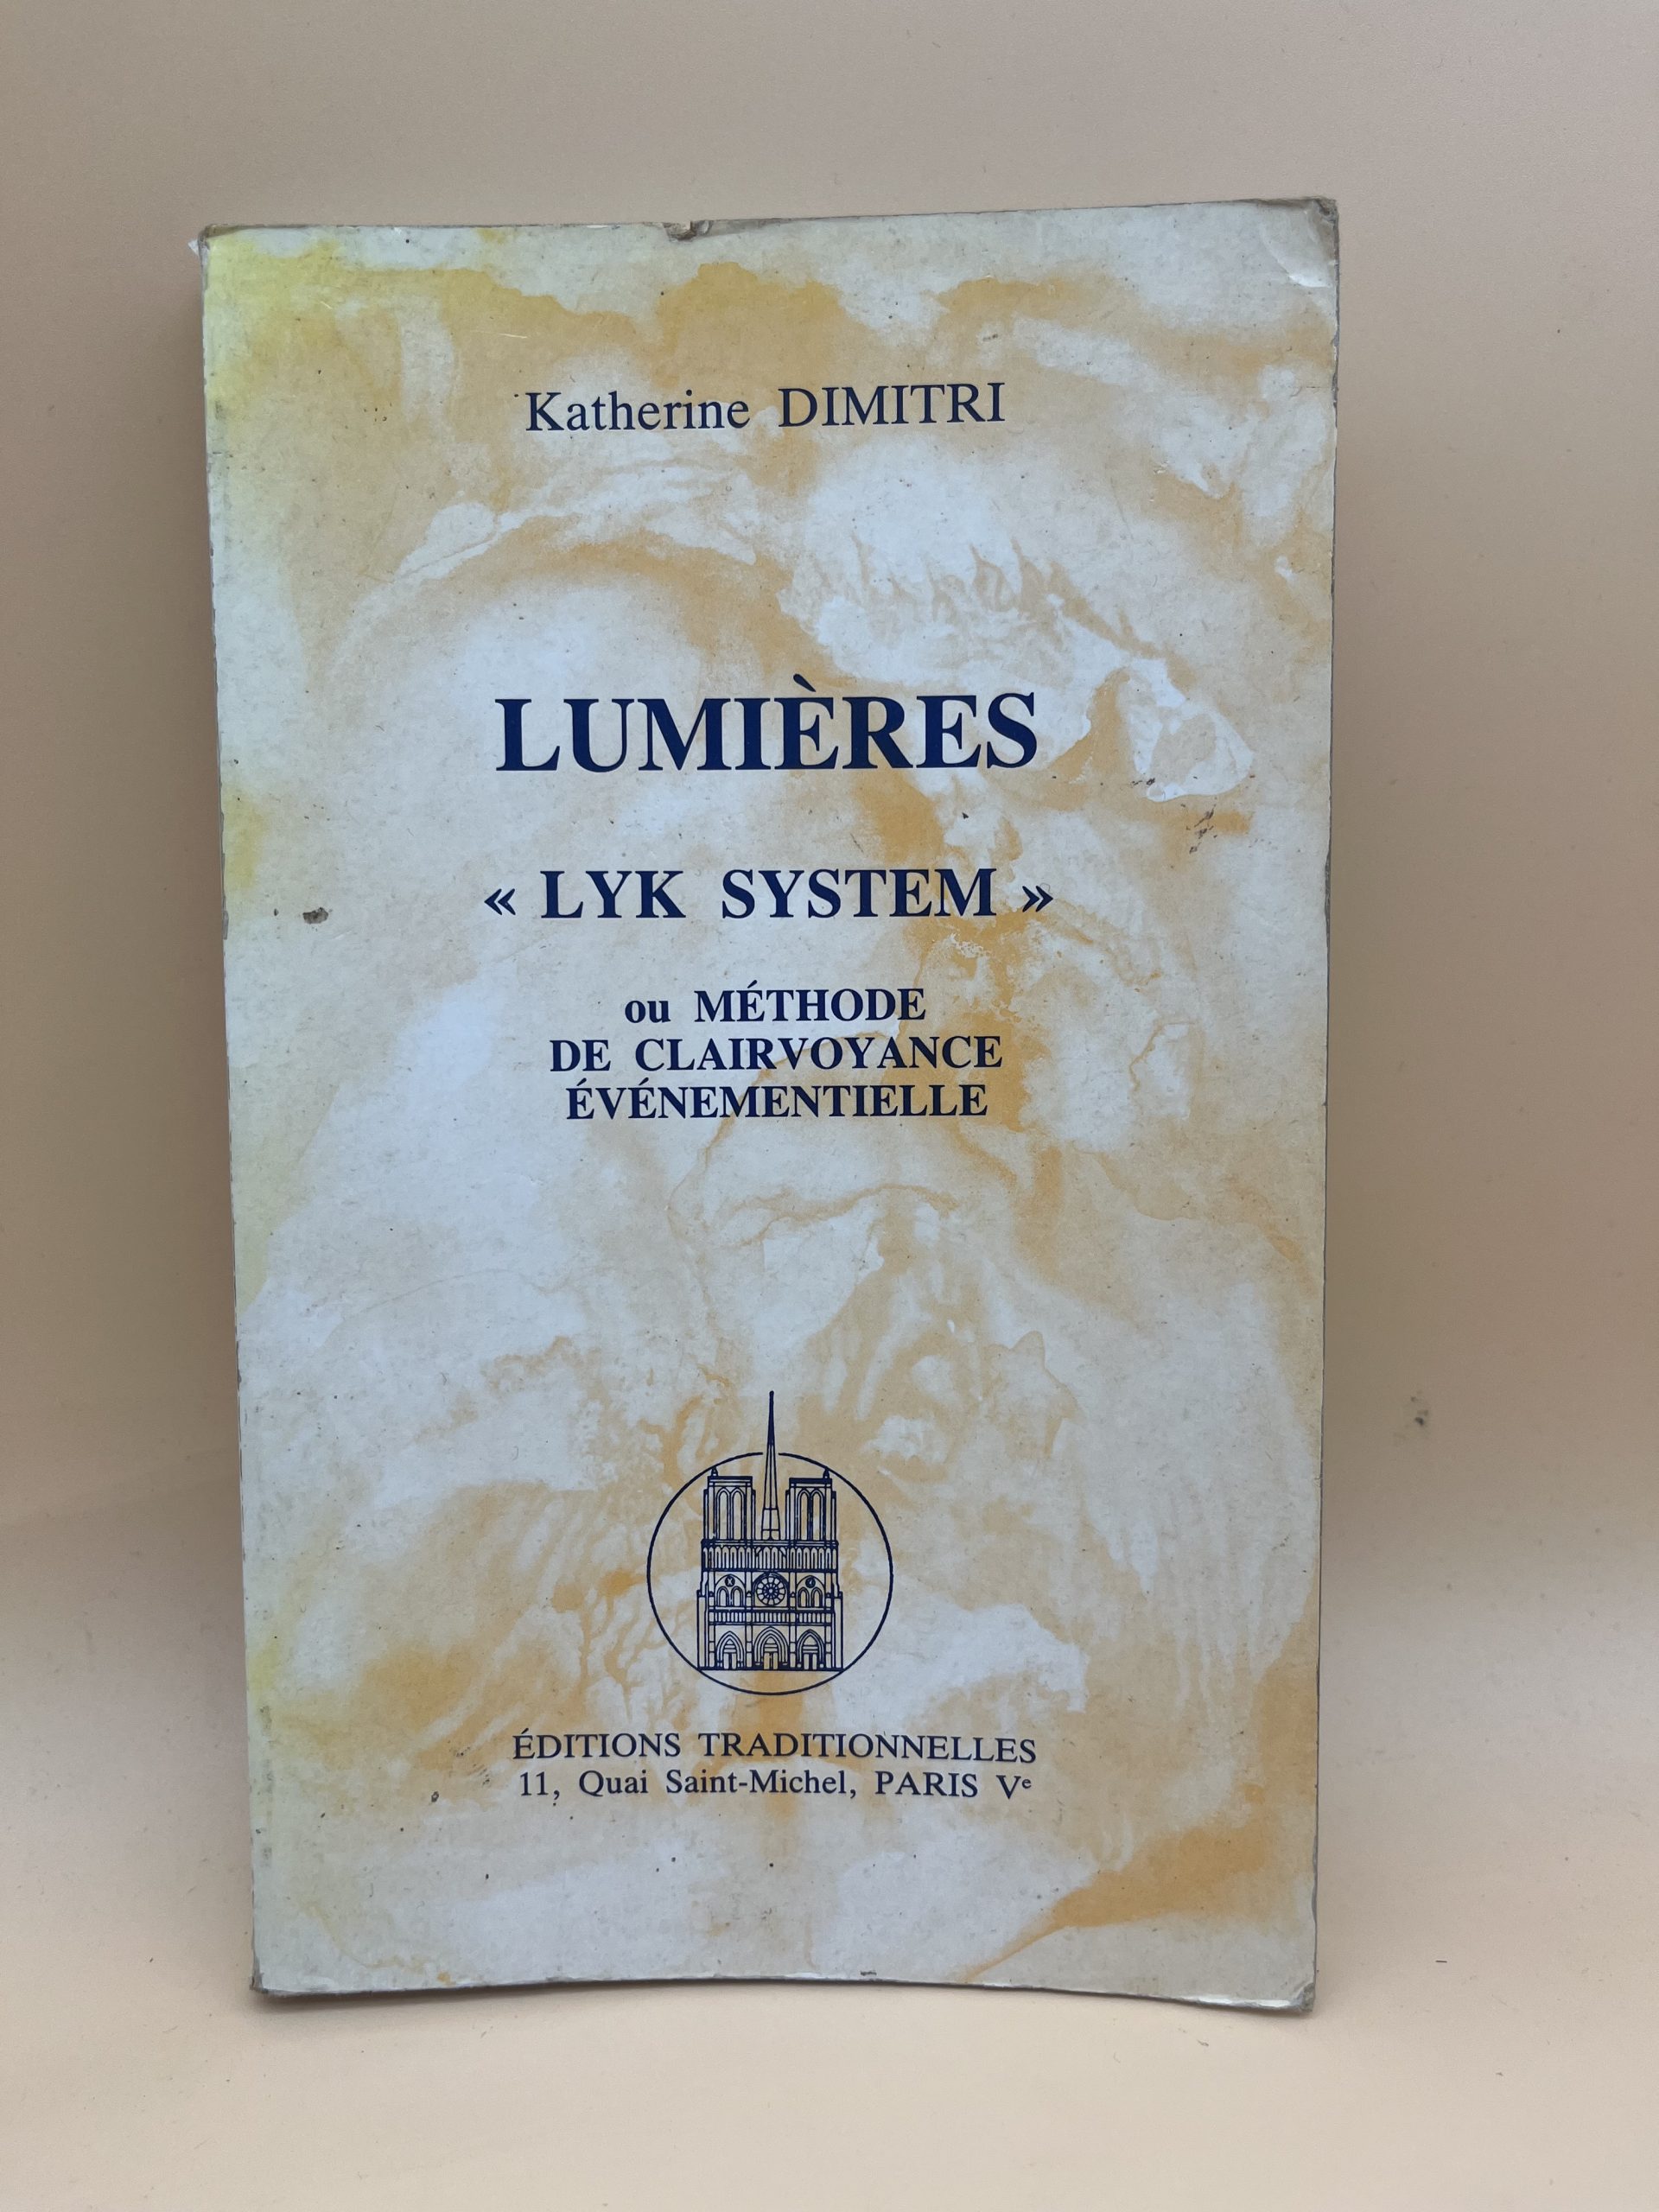 Katherine DIMITRI
LUMIÈRES
« LYK SYSTEM »
ou MÉTHODE
DE CLAIRVOYANCE
ÉVÉNEMENTIELLE
ÉDITIONS TRADITIONNELLES
11, Quai Saint-Michel, PARIS Vᵉ